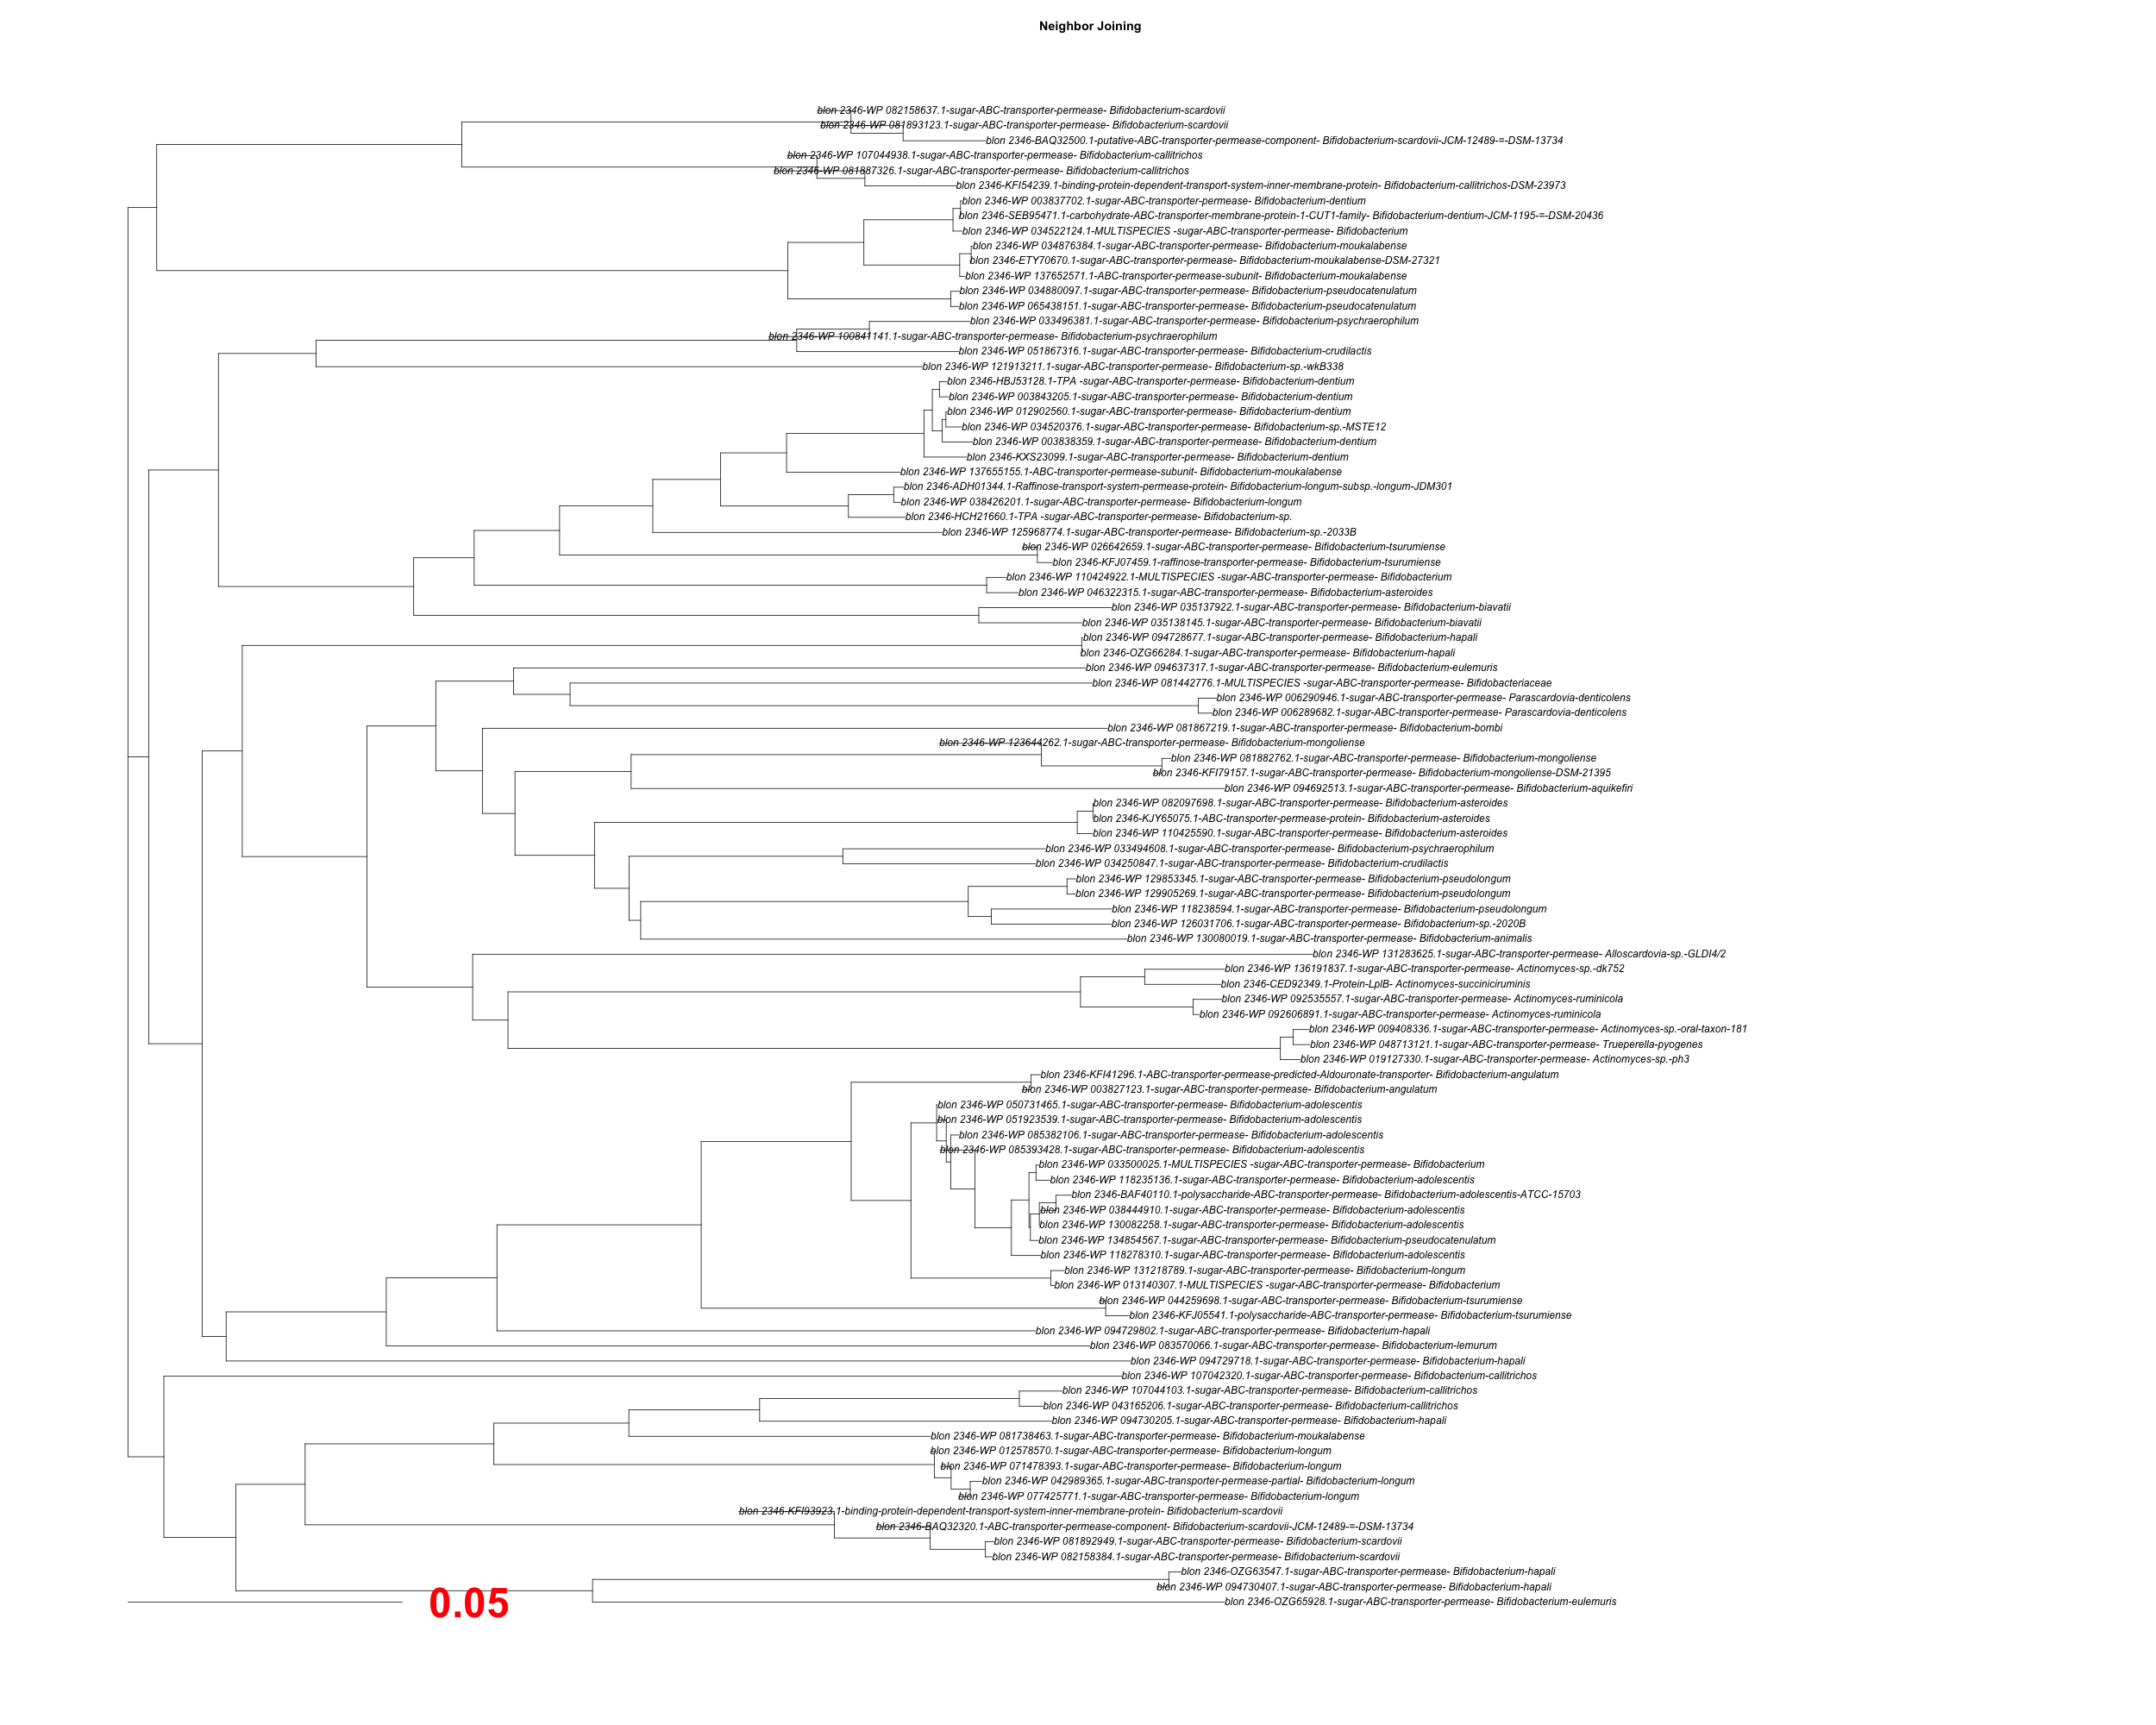 Neighbor Joining
blon 2346-WP 082158637.1-sugar-ABC-transporter-permease- Bifidobacterium-scardovii
blon 2346-WP 081893123.1-sugar-ABC-transporter-permease- Bifidobacterium-scardovii
blon 2346-BAQ32500.1-putative-ABC-transporter-permease-component- Bifidobacterium-scardovii-JCM-12489-=-DSM-13734
blon 2346-WP 107044938.1-sugar-ABC-transporter-permease- Bifidobacterium-callitrichos
blon 2346-WP 081887326.1-sugar-ABC-transporter-permease- Bifidobacterium-callitrichos
blon 2346-KFI54239.1-binding-protein-dependent-transport-system-inner-membrane-protein- Bifidobacterium-callitrichos-DSM-23973
blon 2346-WP 003837702.1-sugar-ABC-transporter-permease- Bifidobacterium-dentium
blon 2346-SEB95471.1-carbohydrate-ABC-transporter-membrane-protein-1-CUT1-family- Bifidobacterium-dentium-JCM-1195-=-DSM-20436
blon 2346-WP 034522124.1-MULTISPECIES -sugar-ABC-transporter-permease- Bifidobacterium
blon 2346-WP 034876384.1-sugar-ABC-transporter-permease- Bifidobacterium-moukalabense
blon 2346-ETY70670.1-sugar-ABC-transporter-permease- Bifidobacterium-moukalabense-DSM-27321
blon 2346-WP 137652571.1-ABC-transporter-permease-subunit- Bifidobacterium-moukalabense
blon 2346-WP 034880097.1-sugar-ABC-transporter-permease- Bifidobacterium-pseudocatenulatum
blon 2346-WP 065438151.1-sugar-ABC-transporter-permease- Bifidobacterium-pseudocatenulatum
blon 2346-WP 033496381.1-sugar-ABC-transporter-permease- Bifidobacterium-psychraerophilum
blon 2346-WP 100841141.1-sugar-ABC-transporter-permease- Bifidobacterium-psychraerophilum
blon 2346-WP 051867316.1-sugar-ABC-transporter-permease- Bifidobacterium-crudilactis
blon 2346-WP 121913211.1-sugar-ABC-transporter-permease- Bifidobacterium-sp.-wkB338
blon 2346-HBJ53128.1-TPA -sugar-ABC-transporter-permease- Bifidobacterium-dentium
blon 2346-WP 003843205.1-sugar-ABC-transporter-permease- Bifidobacterium-dentium
blon 2346-WP 012902560.1-sugar-ABC-transporter-permease- Bifidobacterium-dentium
blon 2346-WP 034520376.1-sugar-ABC-transporter-permease- Bifidobacterium-sp.-MSTE12
blon 2346-WP 003838359.1-sugar-ABC-transporter-permease- Bifidobacterium-dentium
blon 2346-KXS23099.1-sugar-ABC-transporter-permease- Bifidobacterium-dentium
blon 2346-WP 137655155.1-ABC-transporter-permease-subunit- Bifidobacterium-moukalabense
blon 2346-ADH01344.1-Raffinose-transport-system-permease-protein- Bifidobacterium-longum-subsp.-longum-JDM301
blon 2346-WP 038426201.1-sugar-ABC-transporter-permease- Bifidobacterium-longum
blon 2346-HCH21660.1-TPA -sugar-ABC-transporter-permease- Bifidobacterium-sp.
blon 2346-WP 125968774.1-sugar-ABC-transporter-permease- Bifidobacterium-sp.-2033B
blon 2346-WP 026642659.1-sugar-ABC-transporter-permease- Bifidobacterium-tsurumiense
blon 2346-KFJ07459.1-raffinose-transporter-permease- Bifidobacterium-tsurumiense
blon 2346-WP 110424922.1-MULTISPECIES -sugar-ABC-transporter-permease- Bifidobacterium
blon 2346-WP 046322315.1-sugar-ABC-transporter-permease- Bifidobacterium-asteroides
blon 2346-WP 035137922.1-sugar-ABC-transporter-permease- Bifidobacterium-biavatii
blon 2346-WP 035138145.1-sugar-ABC-transporter-permease- Bifidobacterium-biavatii
blon 2346-WP 094728677.1-sugar-ABC-transporter-permease- Bifidobacterium-hapali
blon 2346-OZG66284.1-sugar-ABC-transporter-permease- Bifidobacterium-hapali
blon 2346-WP 094637317.1-sugar-ABC-transporter-permease- Bifidobacterium-eulemuris
blon 2346-WP 081442776.1-MULTISPECIES -sugar-ABC-transporter-permease- Bifidobacteriaceae
blon 2346-WP 006290946.1-sugar-ABC-transporter-permease- Parascardovia-denticolens
blon 2346-WP 006289682.1-sugar-ABC-transporter-permease- Parascardovia-denticolens
blon 2346-WP 081867219.1-sugar-ABC-transporter-permease- Bifidobacterium-bombi
blon 2346-WP 123644262.1-sugar-ABC-transporter-permease- Bifidobacterium-mongoliense
blon 2346-WP 081882762.1-sugar-ABC-transporter-permease- Bifidobacterium-mongoliense
blon 2346-KFI79157.1-sugar-ABC-transporter-permease- Bifidobacterium-mongoliense-DSM-21395
blon 2346-WP 094692513.1-sugar-ABC-transporter-permease- Bifidobacterium-aquikefiri
blon 2346-WP 082097698.1-sugar-ABC-transporter-permease- Bifidobacterium-asteroides
blon 2346-KJY65075.1-ABC-transporter-permease-protein- Bifidobacterium-asteroides
blon 2346-WP 110425590.1-sugar-ABC-transporter-permease- Bifidobacterium-asteroides
blon 2346-WP 033494608.1-sugar-ABC-transporter-permease- Bifidobacterium-psychraerophilum
blon 2346-WP 034250847.1-sugar-ABC-transporter-permease- Bifidobacterium-crudilactis
blon 2346-WP 129853345.1-sugar-ABC-transporter-permease- Bifidobacterium-pseudolongum
blon 2346-WP 129905269.1-sugar-ABC-transporter-permease- Bifidobacterium-pseudolongum
blon 2346-WP 118238594.1-sugar-ABC-transporter-permease- Bifidobacterium-pseudolongum
blon 2346-WP 126031706.1-sugar-ABC-transporter-permease- Bifidobacterium-sp.-2020B
blon 2346-WP 130080019.1-sugar-ABC-transporter-permease- Bifidobacterium-animalis
blon 2346-WP 131283625.1-sugar-ABC-transporter-permease- Alloscardovia-sp.-GLDI4/2
blon 2346-WP 136191837.1-sugar-ABC-transporter-permease- Actinomyces-sp.-dk752
blon 2346-CED92349.1-Protein-LplB- Actinomyces-succiniciruminis
blon 2346-WP 092535557.1-sugar-ABC-transporter-permease- Actinomyces-ruminicola
blon 2346-WP 092606891.1-sugar-ABC-transporter-permease- Actinomyces-ruminicola
blon 2346-WP 009408336.1-sugar-ABC-transporter-permease- Actinomyces-sp.-oral-taxon-181
blon 2346-WP 048713121.1-sugar-ABC-transporter-permease- Trueperella-pyogenes
blon 2346-WP 019127330.1-sugar-ABC-transporter-permease- Actinomyces-sp.-ph3
blon 2346-KFI41296.1-ABC-transporter-permease-predicted-Aldouronate-transporter- Bifidobacterium-angulatum
blon 2346-WP 003827123.1-sugar-ABC-transporter-permease- Bifidobacterium-angulatum
blon 2346-WP 050731465.1-sugar-ABC-transporter-permease- Bifidobacterium-adolescentis
blon 2346-WP 051923539.1-sugar-ABC-transporter-permease- Bifidobacterium-adolescentis
blon 2346-WP 085382106.1-sugar-ABC-transporter-permease- Bifidobacterium-adolescentis
blon 2346-WP 085393428.1-sugar-ABC-transporter-permease- Bifidobacterium-adolescentis
blon 2346-WP 033500025.1-MULTISPECIES -sugar-ABC-transporter-permease- Bifidobacterium
blon 2346-WP 118235136.1-sugar-ABC-transporter-permease- Bifidobacterium-adolescentis
blon 2346-BAF40110.1-polysaccharide-ABC-transporter-permease- Bifidobacterium-adolescentis-ATCC-15703
blon 2346-WP 038444910.1-sugar-ABC-transporter-permease- Bifidobacterium-adolescentis
blon 2346-WP 130082258.1-sugar-ABC-transporter-permease- Bifidobacterium-adolescentis
blon 2346-WP 134854567.1-sugar-ABC-transporter-permease- Bifidobacterium-pseudocatenulatum
blon 2346-WP 118278310.1-sugar-ABC-transporter-permease- Bifidobacterium-adolescentis
blon 2346-WP 131218789.1-sugar-ABC-transporter-permease- Bifidobacterium-longum
blon 2346-WP 013140307.1-MULTISPECIES -sugar-ABC-transporter-permease- Bifidobacterium
blon 2346-WP 044259698.1-sugar-ABC-transporter-permease- Bifidobacterium-tsurumiense
blon 2346-KFJ05541.1-polysaccharide-ABC-transporter-permease- Bifidobacterium-tsurumiense
blon 2346-WP 094729802.1-sugar-ABC-transporter-permease- Bifidobacterium-hapali
blon 2346-WP 083570066.1-sugar-ABC-transporter-permease- Bifidobacterium-lemurum
blon 2346-WP 094729718.1-sugar-ABC-transporter-permease- Bifidobacterium-hapali
blon 2346-WP 107042320.1-sugar-ABC-transporter-permease- Bifidobacterium-callitrichos
blon 2346-WP 107044103.1-sugar-ABC-transporter-permease- Bifidobacterium-callitrichos
blon 2346-WP 043165206.1-sugar-ABC-transporter-permease- Bifidobacterium-callitrichos
blon 2346-WP 094730205.1-sugar-ABC-transporter-permease- Bifidobacterium-hapali
blon 2346-WP 081738463.1-sugar-ABC-transporter-permease- Bifidobacterium-moukalabense
blon 2346-WP 012578570.1-sugar-ABC-transporter-permease- Bifidobacterium-longum
blon 2346-WP 071478393.1-sugar-ABC-transporter-permease- Bifidobacterium-longum
blon 2346-WP 042989365.1-sugar-ABC-transporter-permease-partial- Bifidobacterium-longum
blon 2346-WP 077425771.1-sugar-ABC-transporter-permease- Bifidobacterium-longum
blon 2346-KFI93923.1-binding-protein-dependent-transport-system-inner-membrane-protein- Bifidobacterium-scardovii
blon 2346-BAQ32320.1-ABC-transporter-permease-component- Bifidobacterium-scardovii-JCM-12489-=-DSM-13734
blon 2346-WP 081892949.1-sugar-ABC-transporter-permease- Bifidobacterium-scardovii
blon 2346-WP 082158384.1-sugar-ABC-transporter-permease- Bifidobacterium-scardovii
blon 2346-OZG63547.1-sugar-ABC-transporter-permease- Bifidobacterium-hapali
blon 2346-WP 094730407.1-sugar-ABC-transporter-permease- Bifidobacterium-hapali
blon 2346-OZG65928.1-sugar-ABC-transporter-permease- Bifidobacterium-eulemuris
0.05